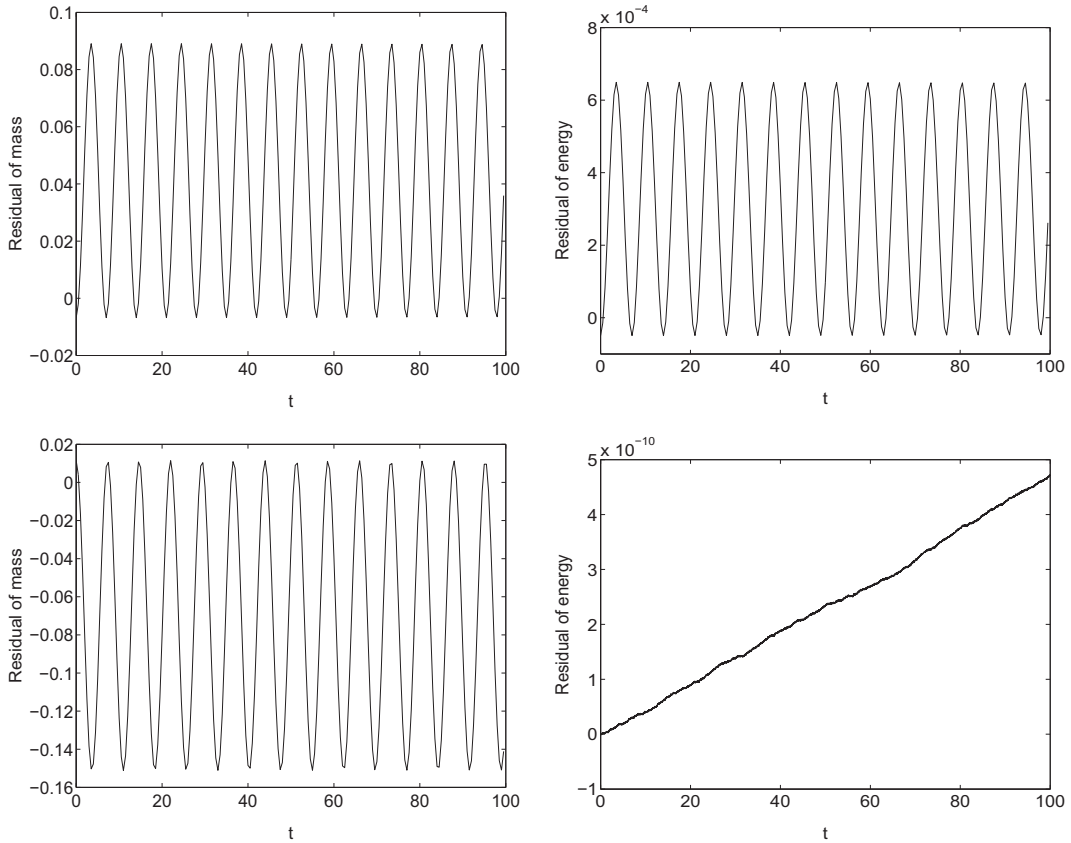 0.1
0.08
0.06
0.04
0.02
0
−0.02
Residual of mass
0 20 40 60 80 100
t
8 x 10−4
6
4
2
0
Residual of energy
0 20 40 60 80 100
t
0.02
0
−0.02
−0.04
−0.06
−0.08
−0.1
−0.12
−0.14
−0.16
Residual of mass
0 20 40 60 80 100
t
5 x 10−10
4
3
2
1
0
−1
Residual of energy
0 20 40 60 80 100
t